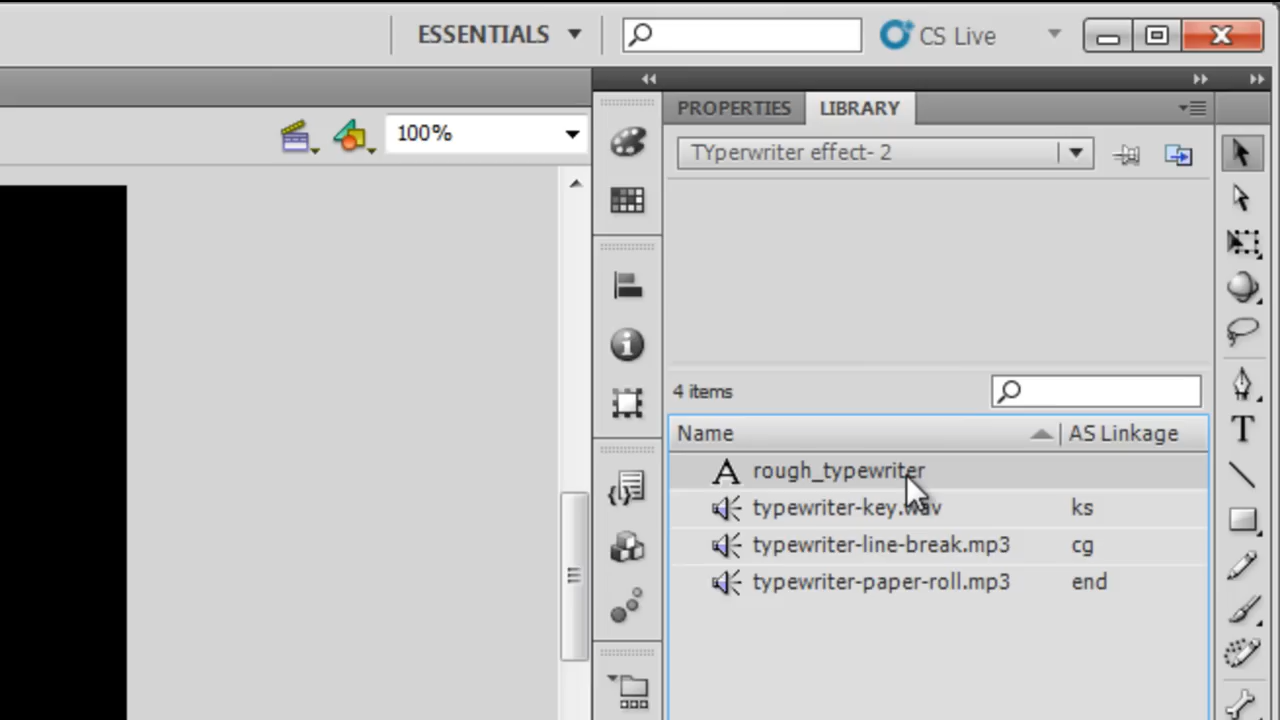 ESSENTIALS
CS Live
100%
PROPERTIES LIBRARY
TYperwriter effect- 2
4 items
Name AS Linkage
rough_typewriter
typewriter-key.wav ks
typewriter-line-break.mp3 cg
typewriter-paper-roll.mp3 end